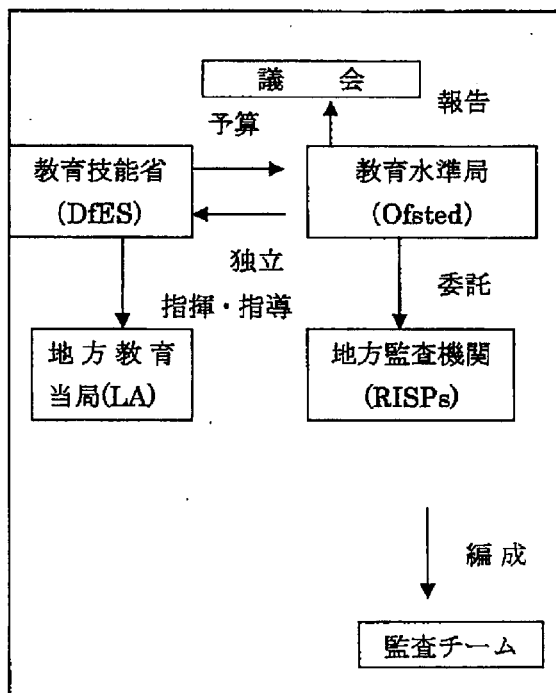 議 会
報告
予算
教育技能省
(DfES)
教育水準局
(Ofsted)
独立
指揮・指導
委託
地方教育
当局(LA)
地方監査機関
(RISPs)
編成
監査チーム